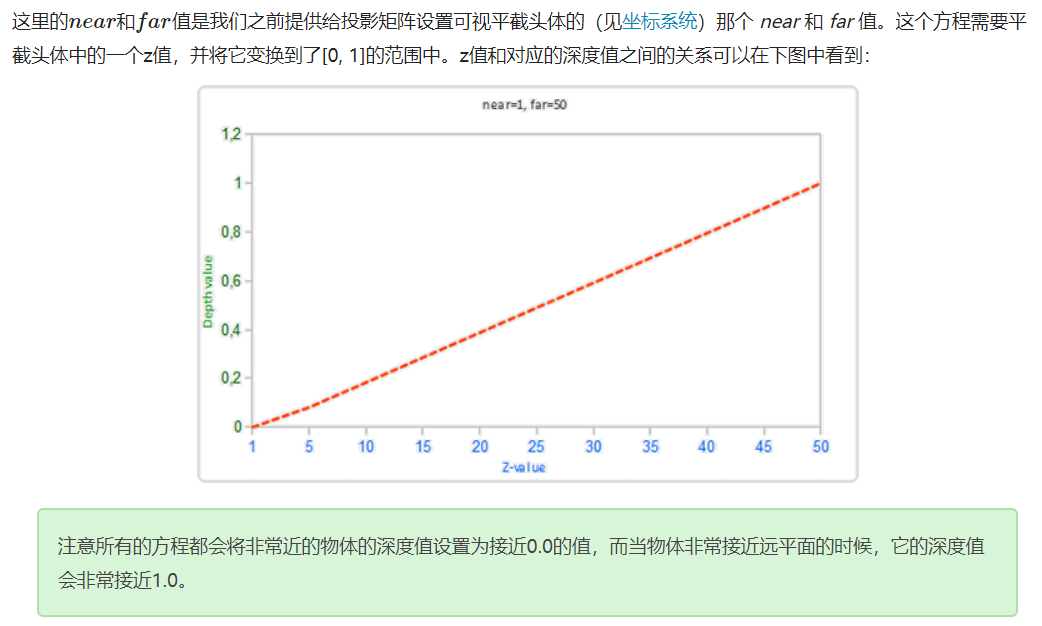 这里的near和far值是我们之前提供给投影矩阵设置可视平截头体的（见坐标系统）那个 near 和 far 值。这个方程需要平
截头体中的一个z值，并将它变换到了[0, 1]的范围中。z值和对应的深度值之间的关系可以在下图中看到：
near=1, far=50
1,2
1
0,8
0,6
0,4
0,2
0
Depth value
1 5 10 15 20 25 30 35 40 45 50
Z-value
注意所有的方程都会将非常近的物体的深度值设置为接近0.0的值，而当物体非常接近远平面的时候，它的深度值
会非常接近1.0。